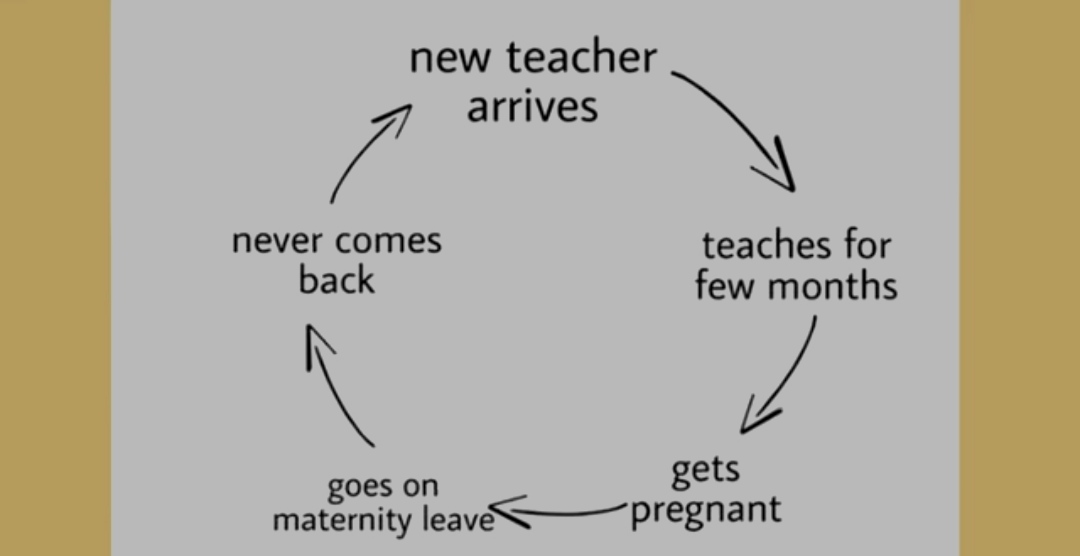 new teacher
arrives
teaches for
few months
gets
pregnant
goes on
maternity leave
never comes
back